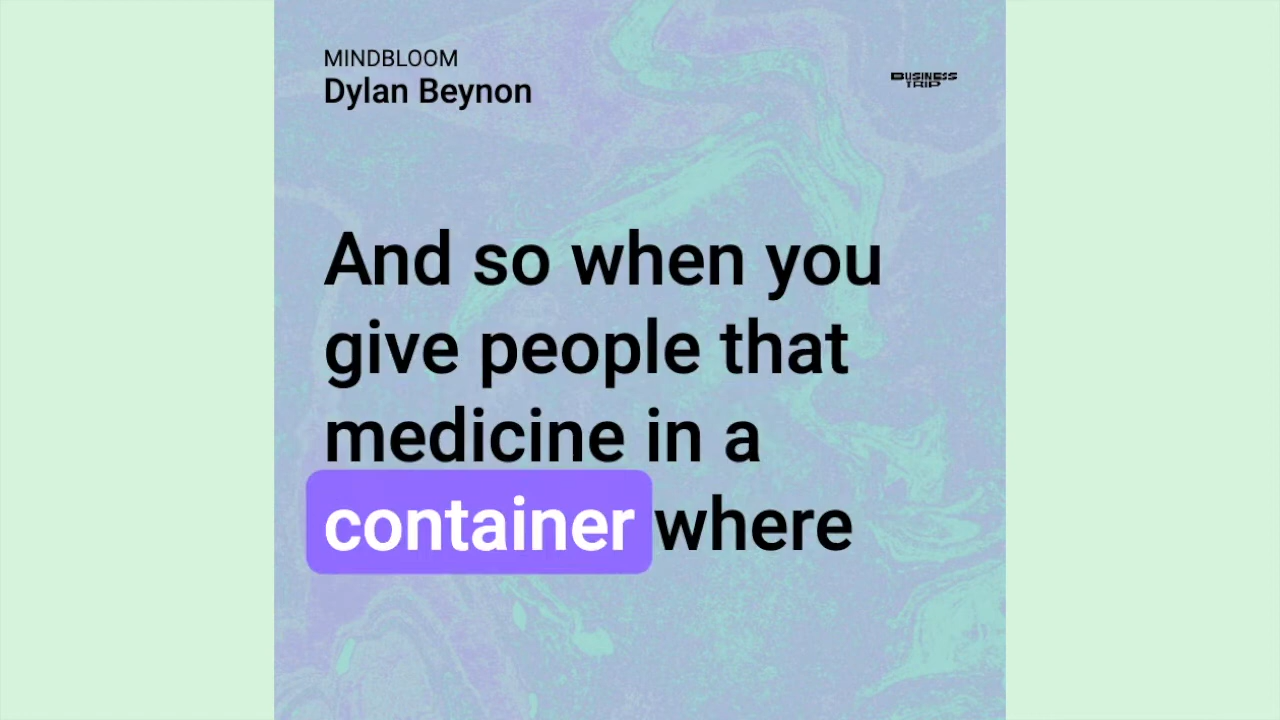 MINDBLOOM
Dylan Beynon
BUSINESS
TRIP
And so when you
give people that
medicine in a
container where